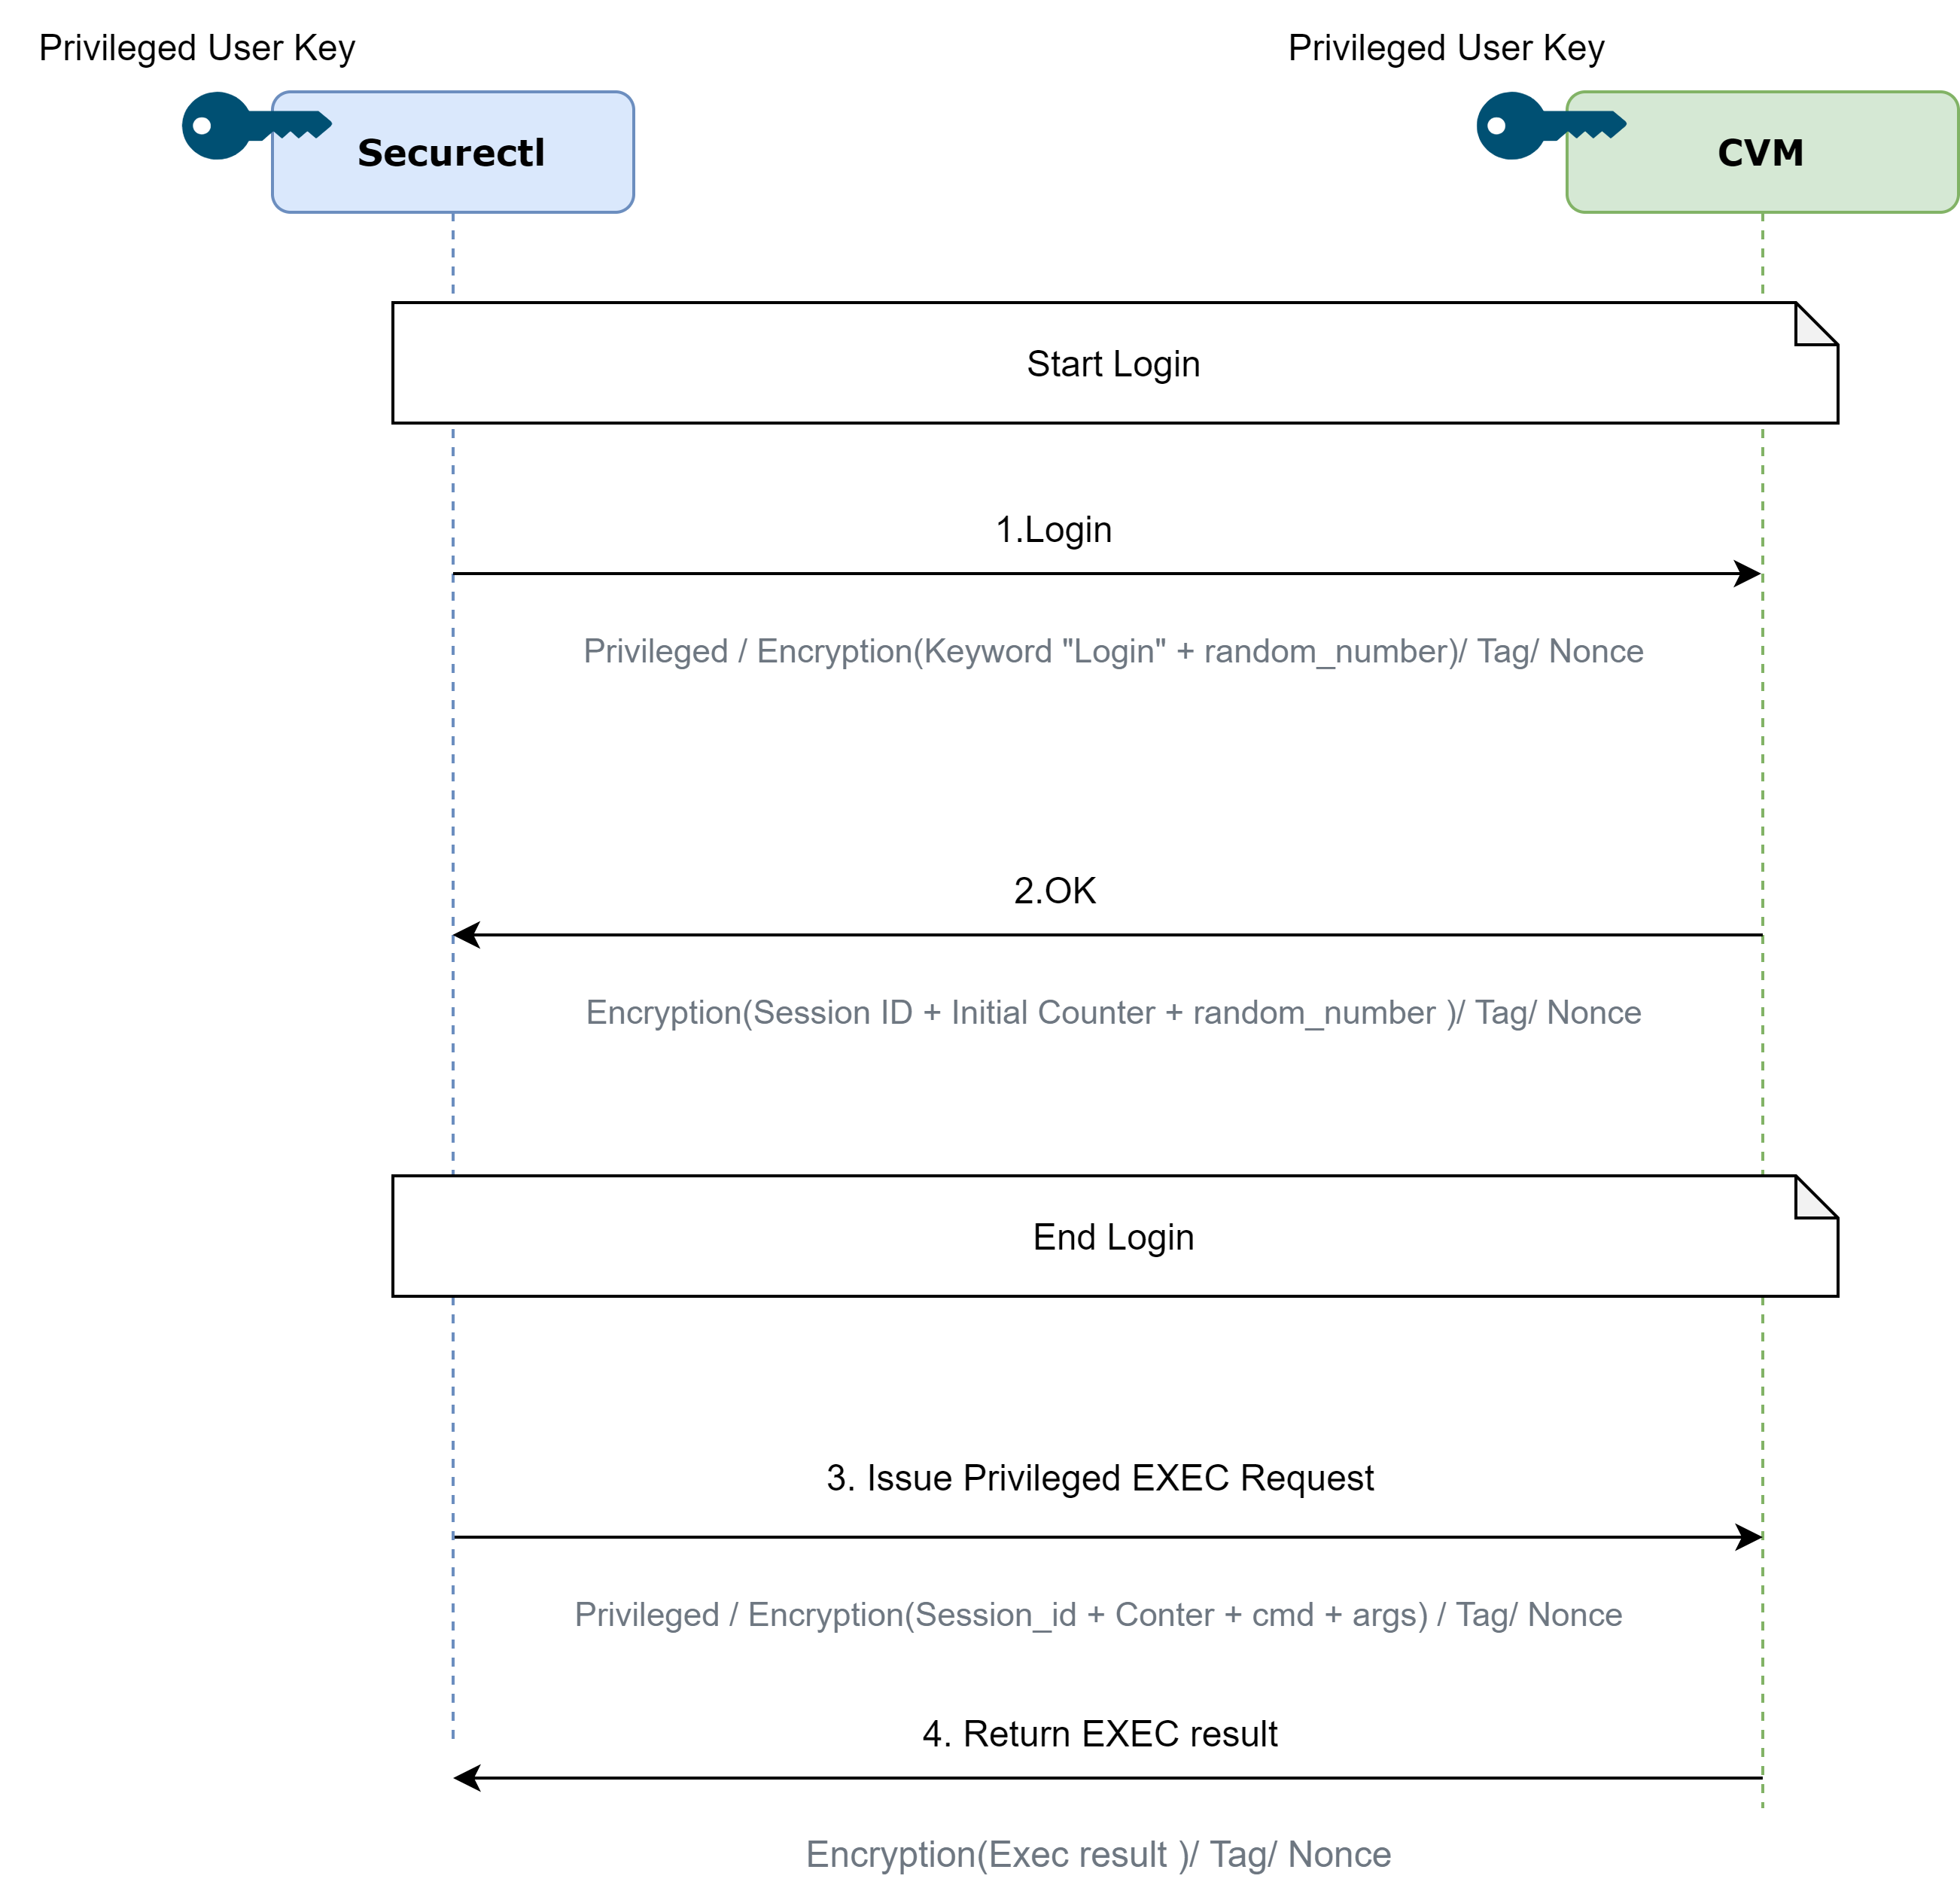 Privileged User Key
Privileged User Key
Securectl
CVM
Start Login
1.Login
Privileged / Encryption(Keyword "Login" + random_number)/ Tag/ Nonce
2.OK
Encryption(Session ID + Initial Counter + random_number )/ Tag/ Nonce
End Login
3. Issue Privileged EXEC Request
Privileged / Encryption(Session_id + Conter + cmd + args) / Tag/ Nonce
4. Return EXEC result
Encryption(Exec result )/ Tag/ Nonce